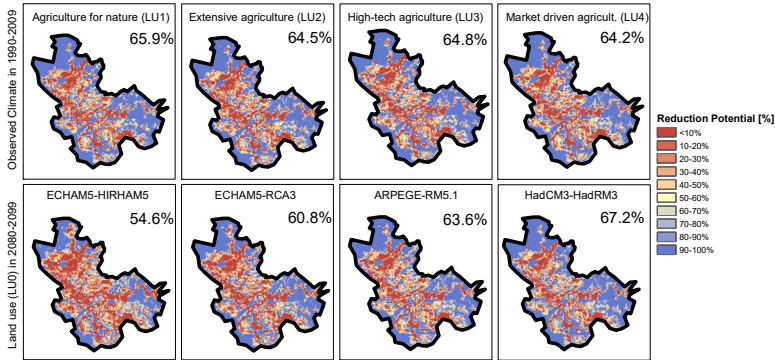 Observed Climate in 1990-2009
Agriculture for nature (LU1)
65.9%
Extensive agriculture (LU2)
64.5%
High-tech agriculture (LU3)
64.8%
Market driven agricult. (LU4)
64.2%
Land use (LU0) in 2080-2099
ECHAM5-HIRHAM5
54.6%
ECHAM5-RCA3
60.8%
ARPEGE-RM5.1
63.6%
HadCM3-HadRM3
67.2%
Reduction Potential [%]
<10%
10-20%
20-30%
30-40%
40-50%
50-60%
60-70%
70-80%
80-90%
90-100%